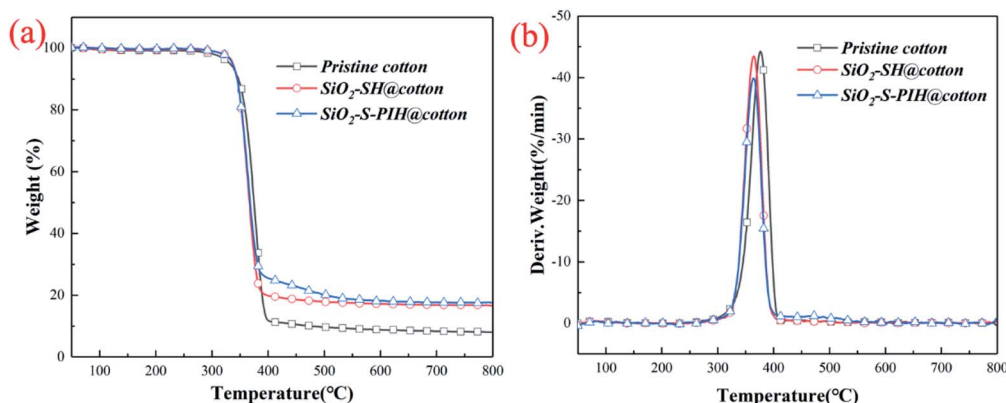 (a)
100
80
60
40
20
0
Weight (%)
100 200 300 400 500 600 700 800
Temperature(°C)
Pristine cotton
SiO₂-SH@cotton
SiO₂-S-PIH@cotton
(b)
-50
-40
-30
-20
-10
0
Deriv.Weight(%/min)
100 200 300 400 500 600 700 800
Temperature(°C)
Pristine cotton
SiO₂-SH@cotton
SiO₂-S-PIH@cotton